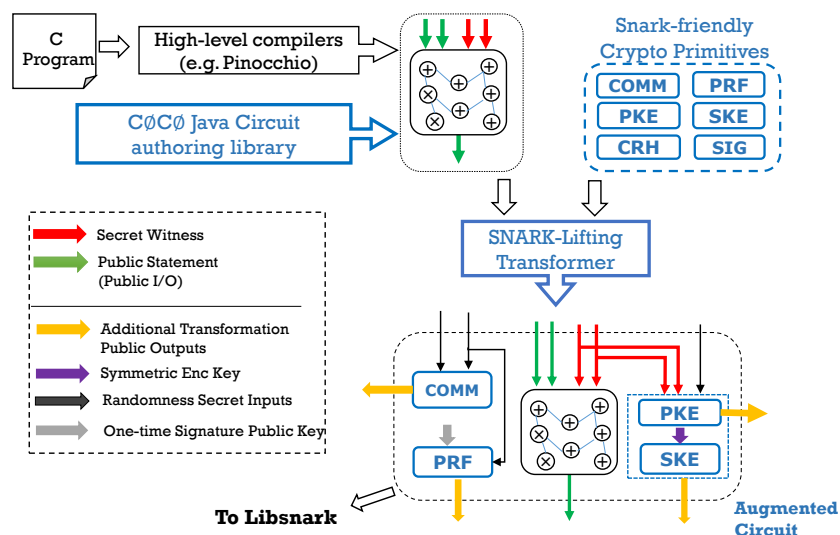 C
Program
High-level compilers
(e.g. Pinocchio)
CØCØ Java Circuit
authoring library
Snark-friendly
Crypto Primitives
COMM
PRF
PKE
SKE
CRH
SIG
SNARK-Lifting
Transformer
Secret Witness
Public Statement
(Public I/O)
Additional Transformation
Public Outputs
Symmetric Enc Key
Randomness Secret Inputs
One-time Signature Public Key
COMM
PRF
PKE
SKE
To Libsnark
Augmented
Circuit